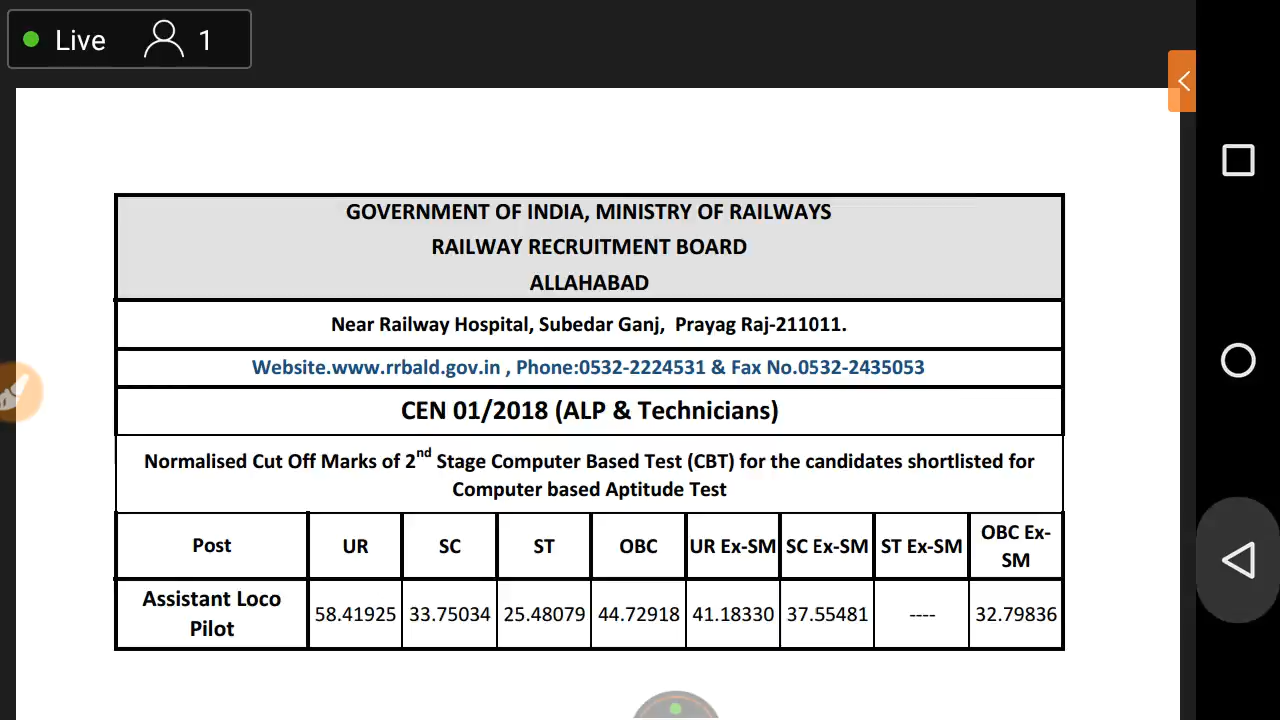 Live 1
GOVERNMENT OF INDIA, MINISTRY OF RAILWAYS
RAILWAY RECRUITMENT BOARD
ALLAHABAD
Near Railway Hospital, Subedar Ganj, Prayag Raj-211011.
Website.www.rrbald.gov.in , Phone:0532-2224531 & Fax No.0532-2435053
CEN 01/2018 (ALP & Technicians)
Normalised Cut Off Marks of 2nd Stage Computer Based Test (CBT) for the candidates shortlisted for
Computer based Aptitude Test
Post UR SC ST OBC UR Ex-SM SC Ex-SM ST Ex-SM OBC Ex-
SM
Assistant Loco
Pilot 58.41925 33.75034 25.48079 44.72918 41.18330 37.55481 ---- 32.79836